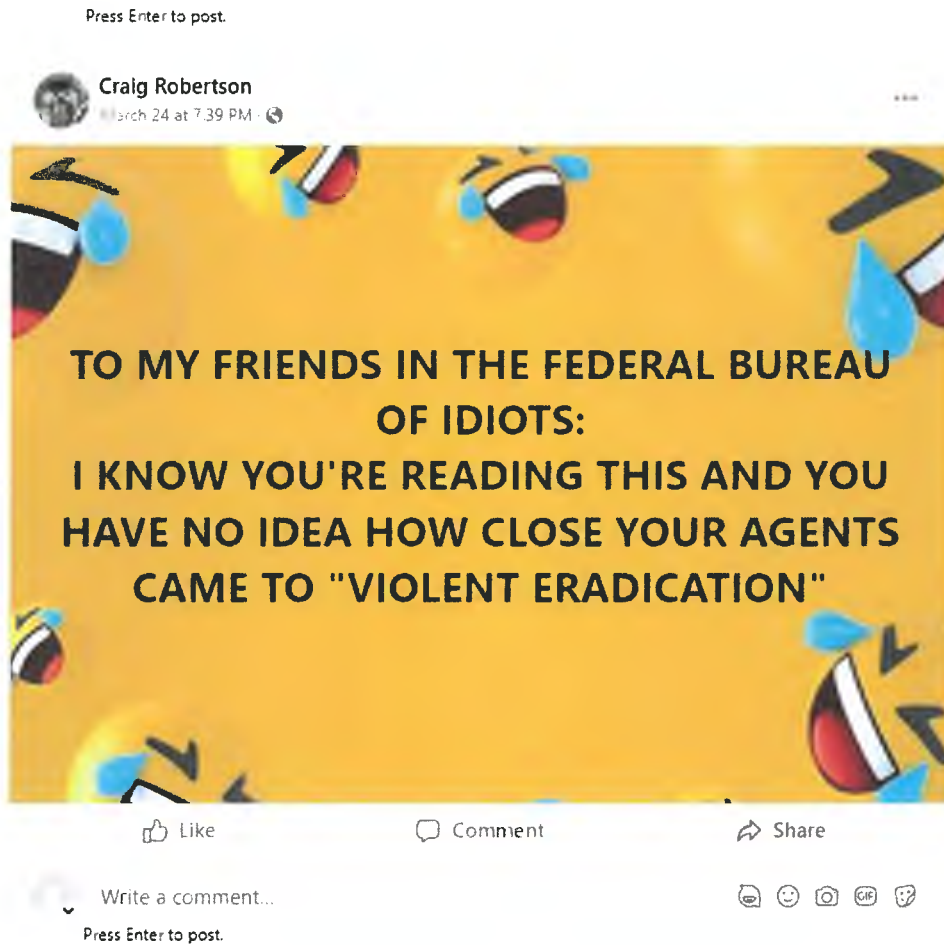 Press Enter to post.
Craig Robertson
March 24 at 7:39 PM ·
TO MY FRIENDS IN THE FEDERAL BUREAU
OF IDIOTS:
I KNOW YOU'RE READING THIS AND YOU
HAVE NO IDEA HOW CLOSE YOUR AGENTS
CAME TO "VIOLENT ERADICATION"
Like Comment Share
Write a comment...
GIF
Press Enter to post.